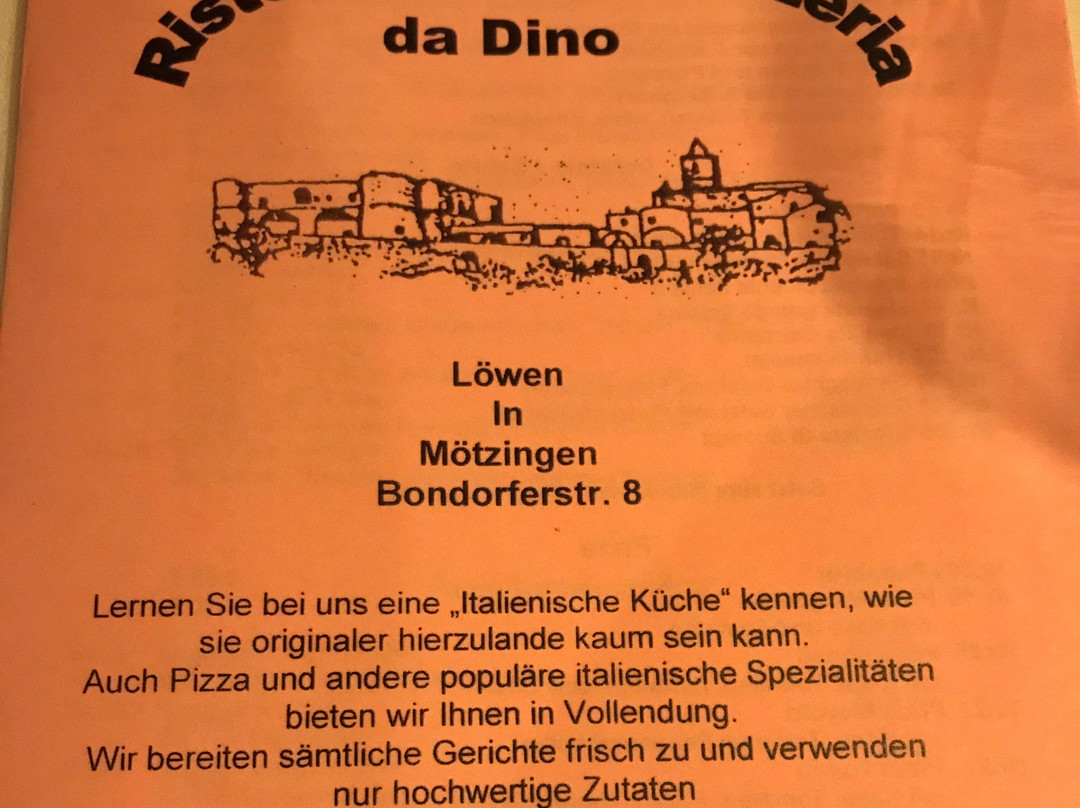 da Dino
Löwen
In
Mötzingen
Bondorferstr. 8
Lernen Sie bei uns eine „Italienische Küche“ kennen, wie
sie originaler hierzulande kaum sein kann.
Auch Pizza und andere populäre italienische Spezialitäten
bieten wir Ihnen in Vollendung.
Wir bereiten sämtliche Gerichte frisch zu und verwenden
nur hochwertige Zutaten